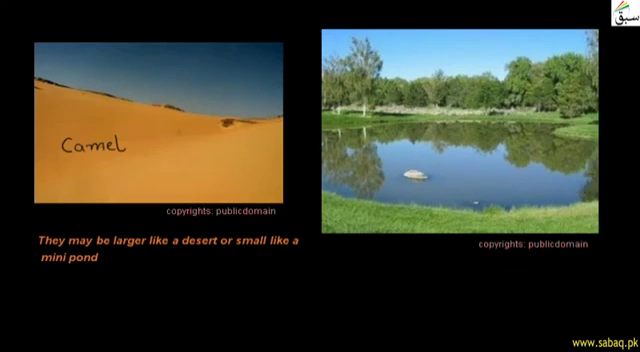 سبق
Camel
copyrights: publicdomain
They may be larger like a desert or small like a
mini pond
copyrights: publicdomain
www.sabaq.pk